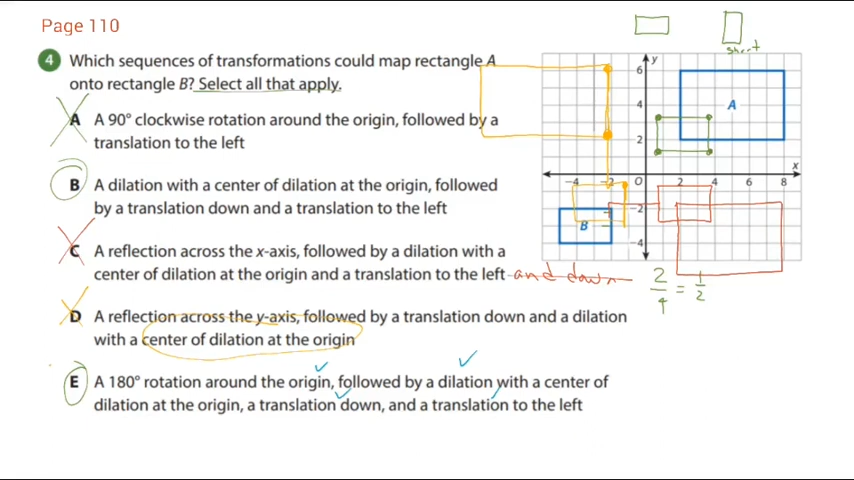 Page 110
short
4 Which sequences of transformations could map rectangle A
onto rectangle B? Select all that apply.
A A 90° clockwise rotation around the origin, followed by a
translation to the left
B A dilation with a center of dilation at the origin, followed
by a translation down and a translation to the left
C A reflection across the x-axis, followed by a dilation with a
center of dilation at the origin and a translation to the left and down
D A reflection across the y-axis, followed by a translation down and a dilation
with a center of dilation at the origin
E A 180° rotation around the origin, followed by a dilation with a center of
dilation at the origin, a translation down, and a translation to the left
y
6
4
A
2
x
-4 -2 O 2 4 6 8
-2
B
-4
2/4 = 1/2